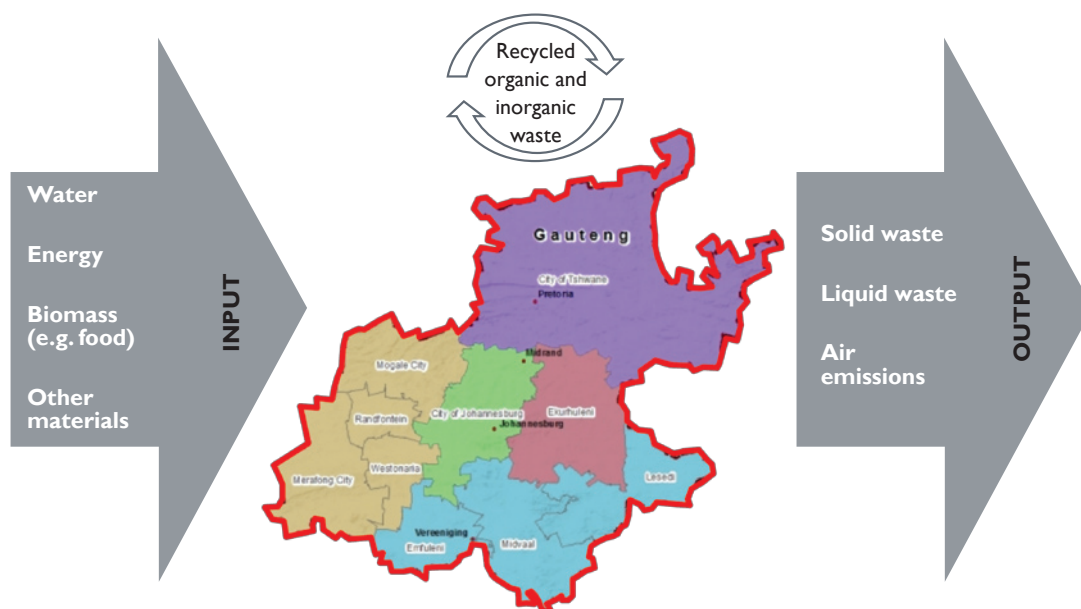 Recycled
organic and
inorganic
waste
Water
Energy
Biomass
(e.g. food)
Other
materials
INPUT
Gauteng
City of Tshwane
Pretoria
Midrand
Mogale City
City of Johannesburg
Ekurhuleni
Randfontein
Johannesburg
Westonaria
Merafong City
Lesedi
Vereeniging
Emfuleni
Midvaal
Solid waste
Liquid waste
Air
emissions
OUTPUT